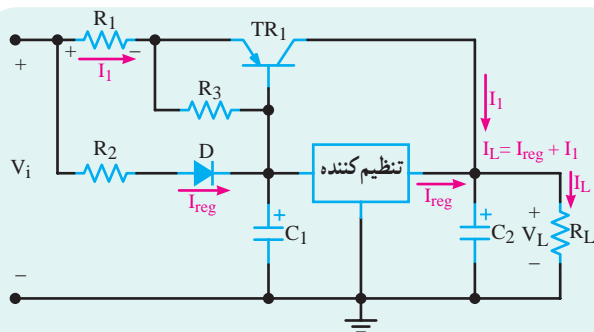 R1
TR1
+ −
I1
R3
I1
+
IL = Ireg + I1
Vi
R2
D
تنظیم کننده
IL
Ireg
Ireg
+
C1
+
C2
+
VL
−
RL
−